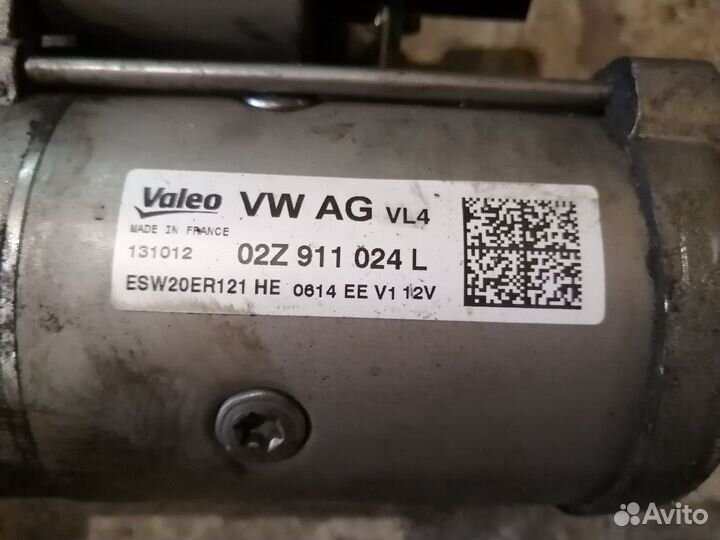 Valeo VW AG VL4
MADE IN FRANCE
131012 02Z 911 024 L
ESW20ER121 HE 0614 EE V1 12V
Avito